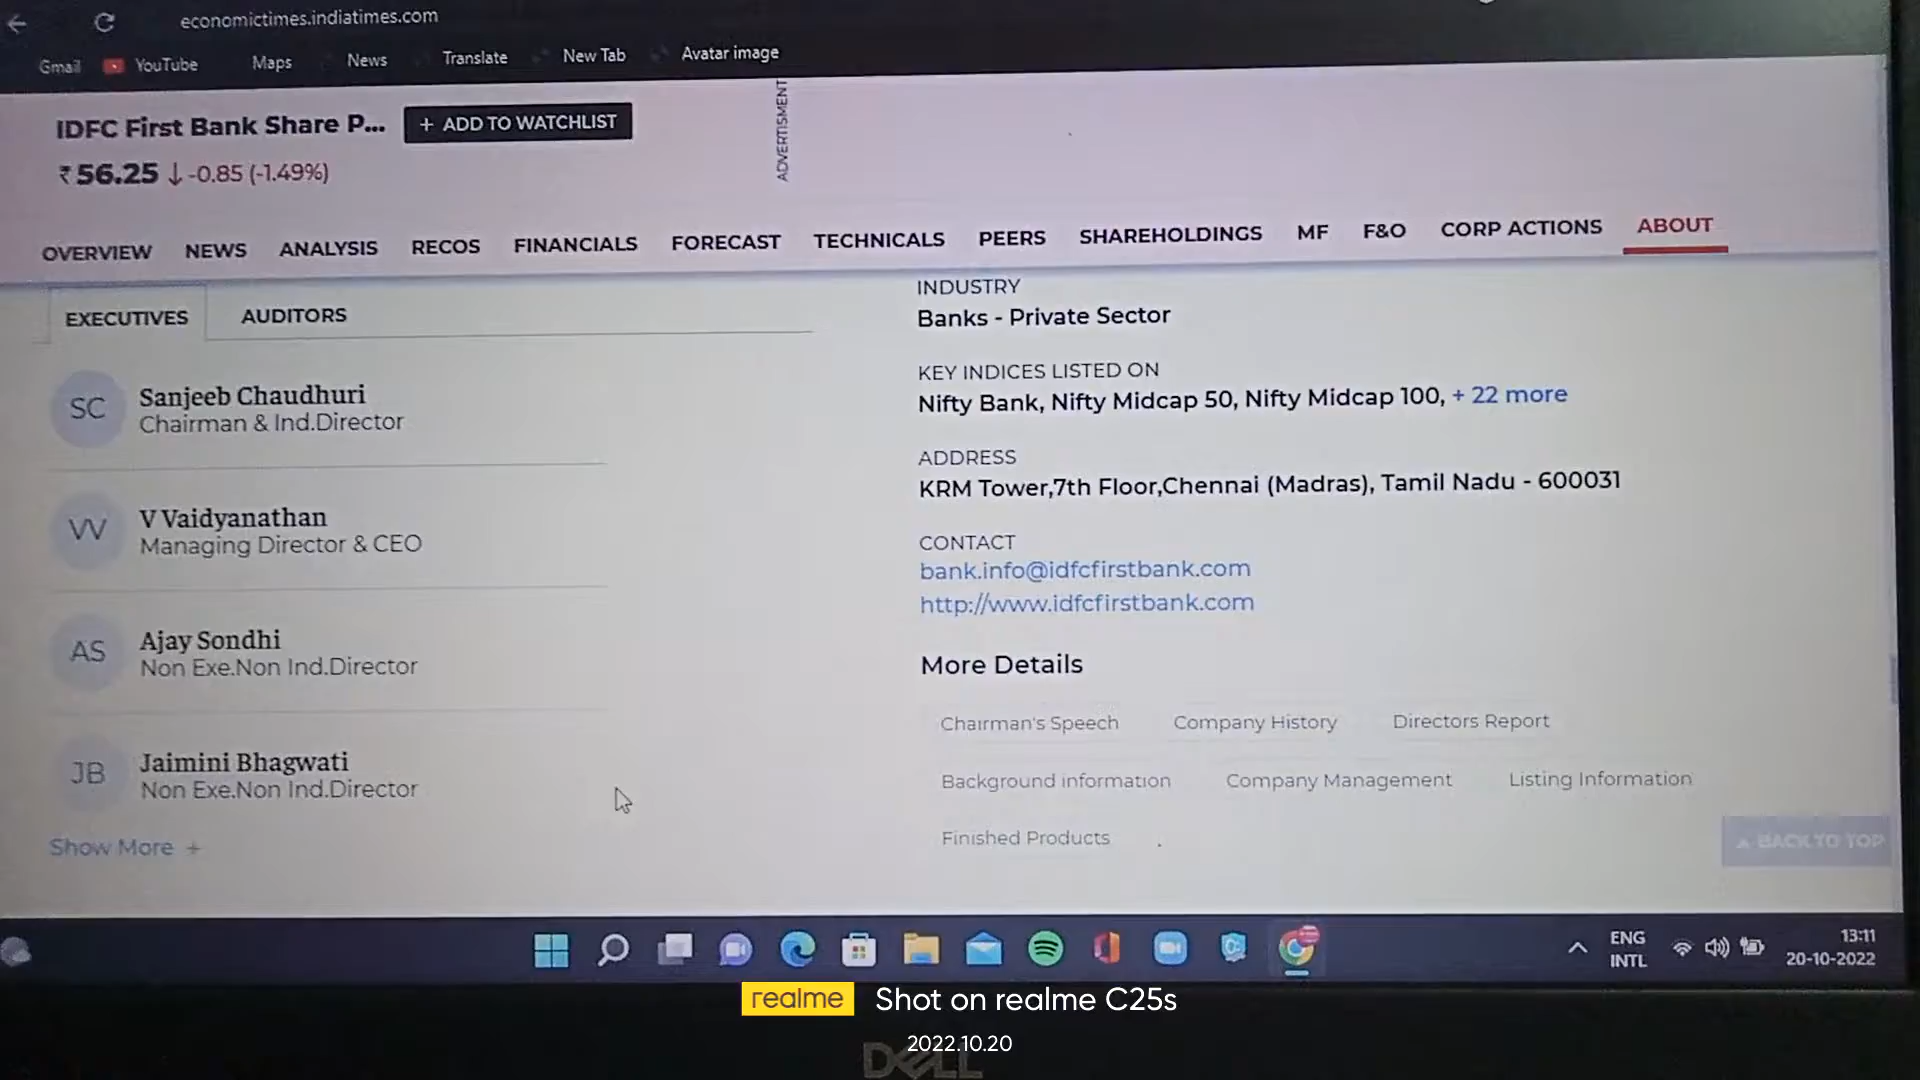 economictimes.indiatimes.com
Gmail YouTube Maps News Translate New Tab Avatar image
IDFC First Bank Share P... + ADD TO WATCHLIST
ADVERTISMENT
₹56.25 ↓ -0.85 (-1.49%)
OVERVIEW NEWS ANALYSIS RECOS FINANCIALS FORECAST TECHNICALS PEERS SHAREHOLDINGS MF F&O CORP ACTIONS ABOUT
EXECUTIVES AUDITORS
SC Sanjeeb Chaudhuri
Chairman & Ind.Director
VV V Vaidyanathan
Managing Director & CEO
AS Ajay Sondhi
Non Exe.Non Ind.Director
JB Jaimini Bhagwati
Non Exe.Non Ind.Director
Show More +
INDUSTRY
Banks - Private Sector
KEY INDICES LISTED ON
Nifty Bank, Nifty Midcap 50, Nifty Midcap 100, + 22 more
ADDRESS
KRM Tower,7th Floor,Chennai (Madras), Tamil Nadu - 600031
CONTACT
bank.info@idfcfirstbank.com
http://www.idfcfirstbank.com
More Details
Chairman's Speech Company History Directors Report
Background information Company Management Listing Information
Finished Products
BACK TO TOP
ENG
INTL
13:11
20-10-2022
realme Shot on realme C25s
2022.10.20
DELL